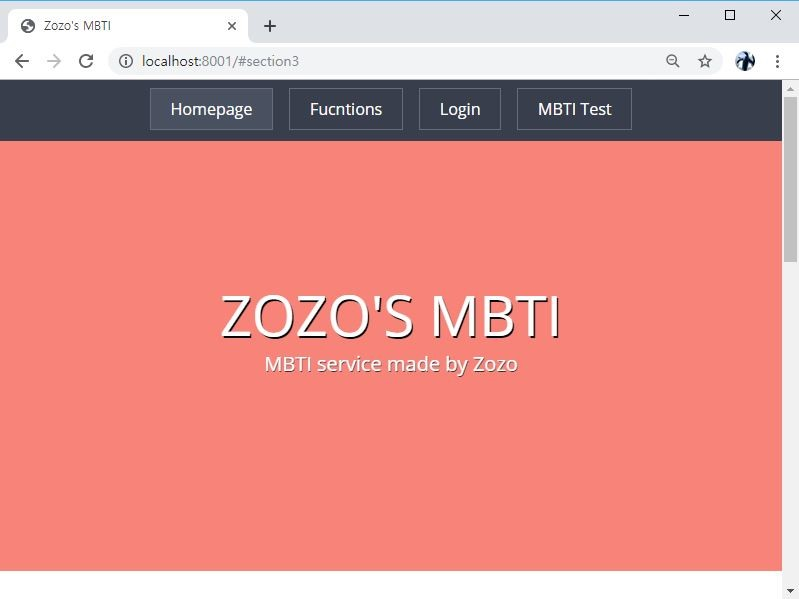 Zozo's MBTI
localhost:8001/#section3
Homepage Fucntions Login MBTI Test
ZOZO'S MBTI
MBTI service made by Zozo